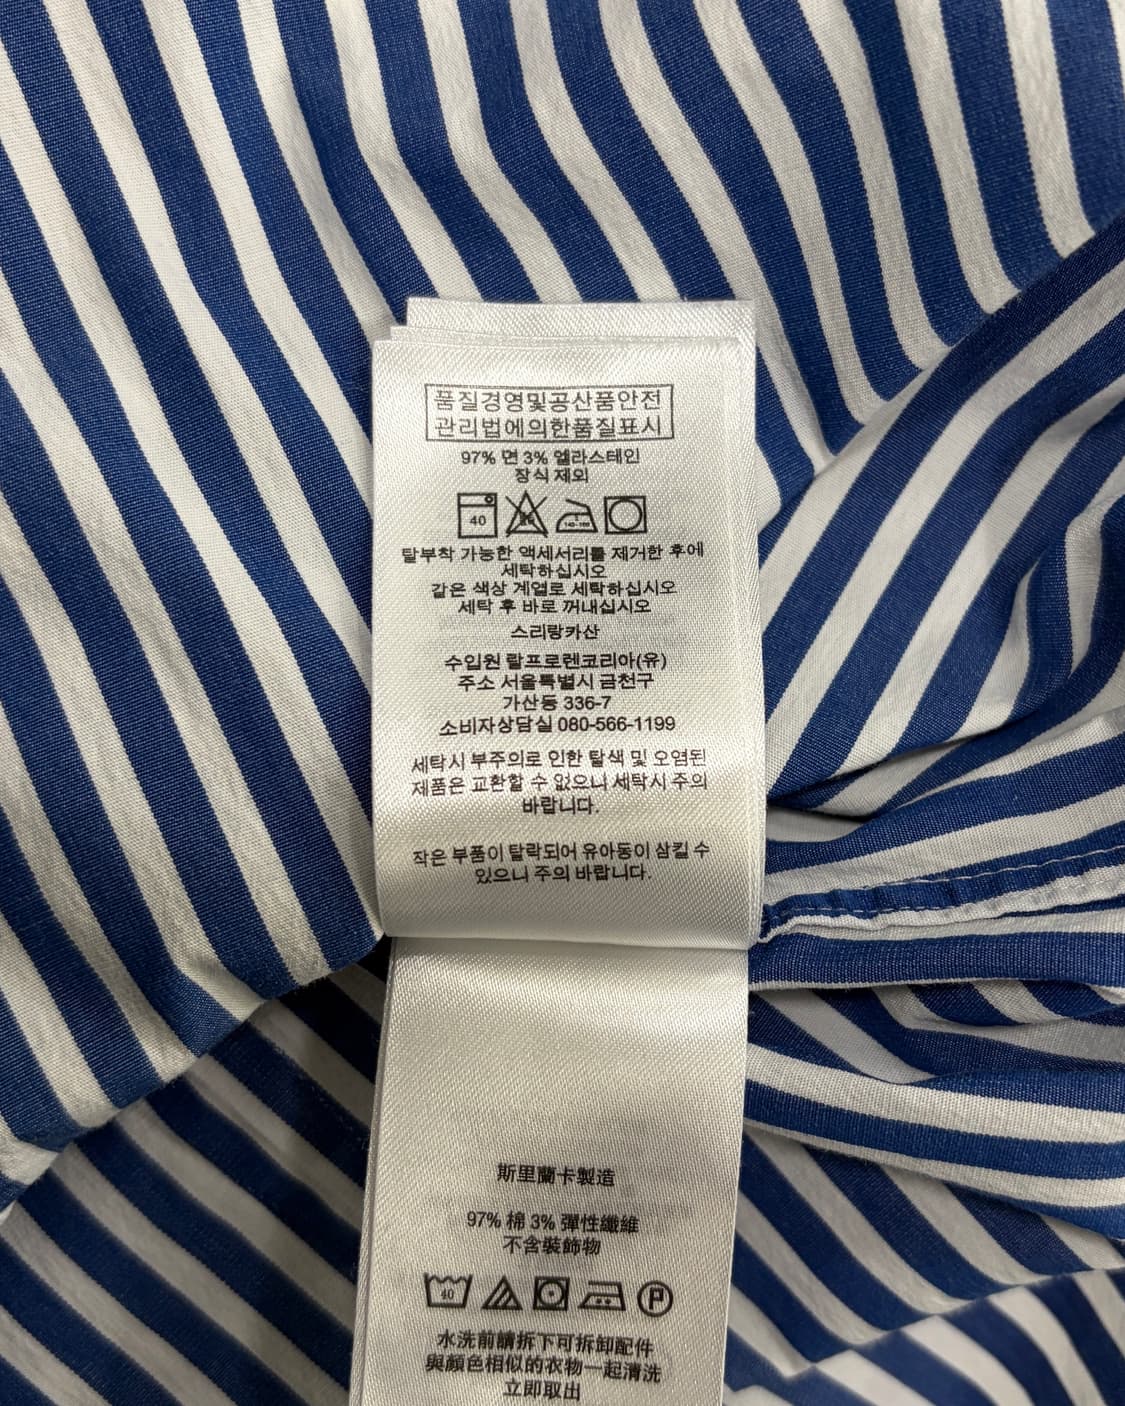 품질경영및공산품안전
관리법에의한품질표시
97% 면 3% 엘라스테인
장식 제외
40
탈부착 가능한 액세서리를 제거한 후에
세탁하십시오
같은 색상 계열로 세탁하십시오
세탁 후 바로 꺼내십시오
스리랑카산
수입원 랄프로렌코리아(유)
주소 서울특별시 금천구
가산동 336-7
소비자상담실 080-566-1199
세탁시 부주의로 인한 탈색 및 오염된
제품은 교환할 수 없으니 세탁시 주의
바랍니다.
작은 부품이 탈락되어 유아동이 삼킬 수
있으니 주의 바랍니다.
斯里蘭卡製造
97% 棉 3% 彈性纖維
不含裝飾物
40 P
水洗前請拆下可拆卸配件
與顏色相似的衣物一起清洗
立即取出